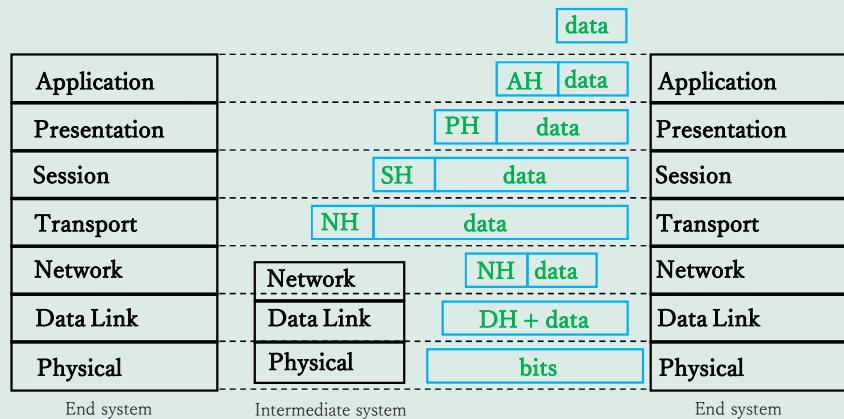 data
Application AH data Application
Presentation PH data Presentation
Session SH data Session
Transport NH data Transport
Network Network NH data Network
Data Link Data Link DH + data Data Link
Physical Physical bits Physical
End system Intermediate system End system